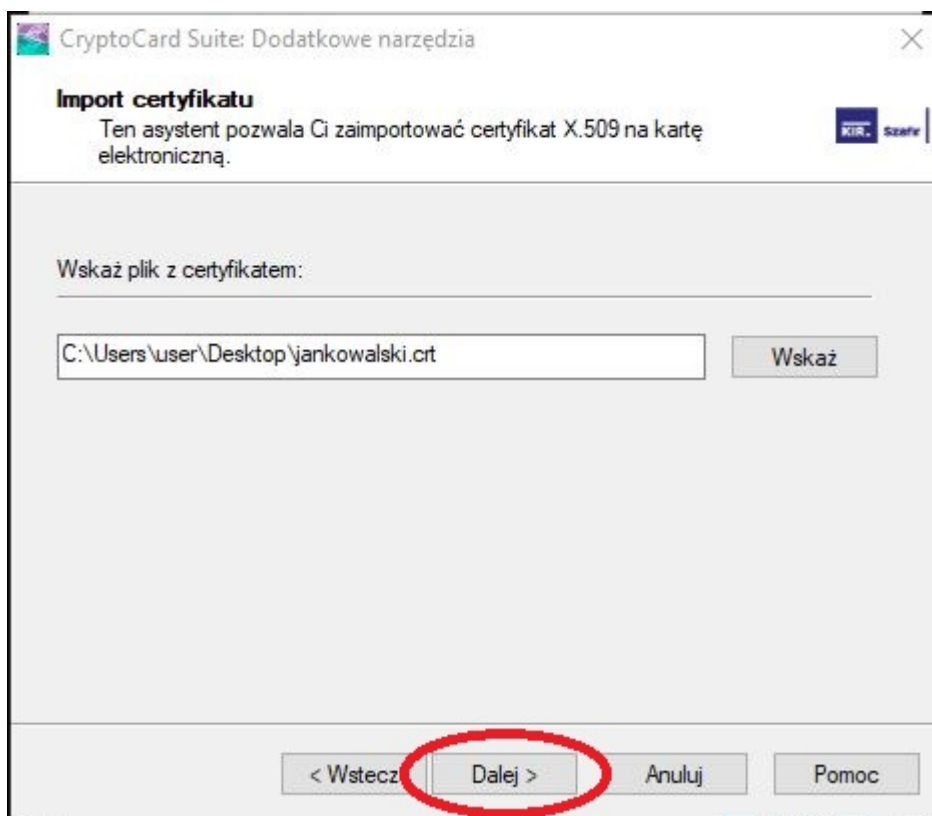 CryptoCard Suite: Dodatkowe narzędzia
Import certyfikatu
Ten asystent pozwala Ci zaimportować certyfikat X.509 na kartę
elektroniczną.
KIR. Szafir
Wskaż plik z certyfikatem:
C:\Users\user\Desktop\jankowalski.crt
Wskaż
< Wstecz
Dalej >
Anuluj
Pomoc